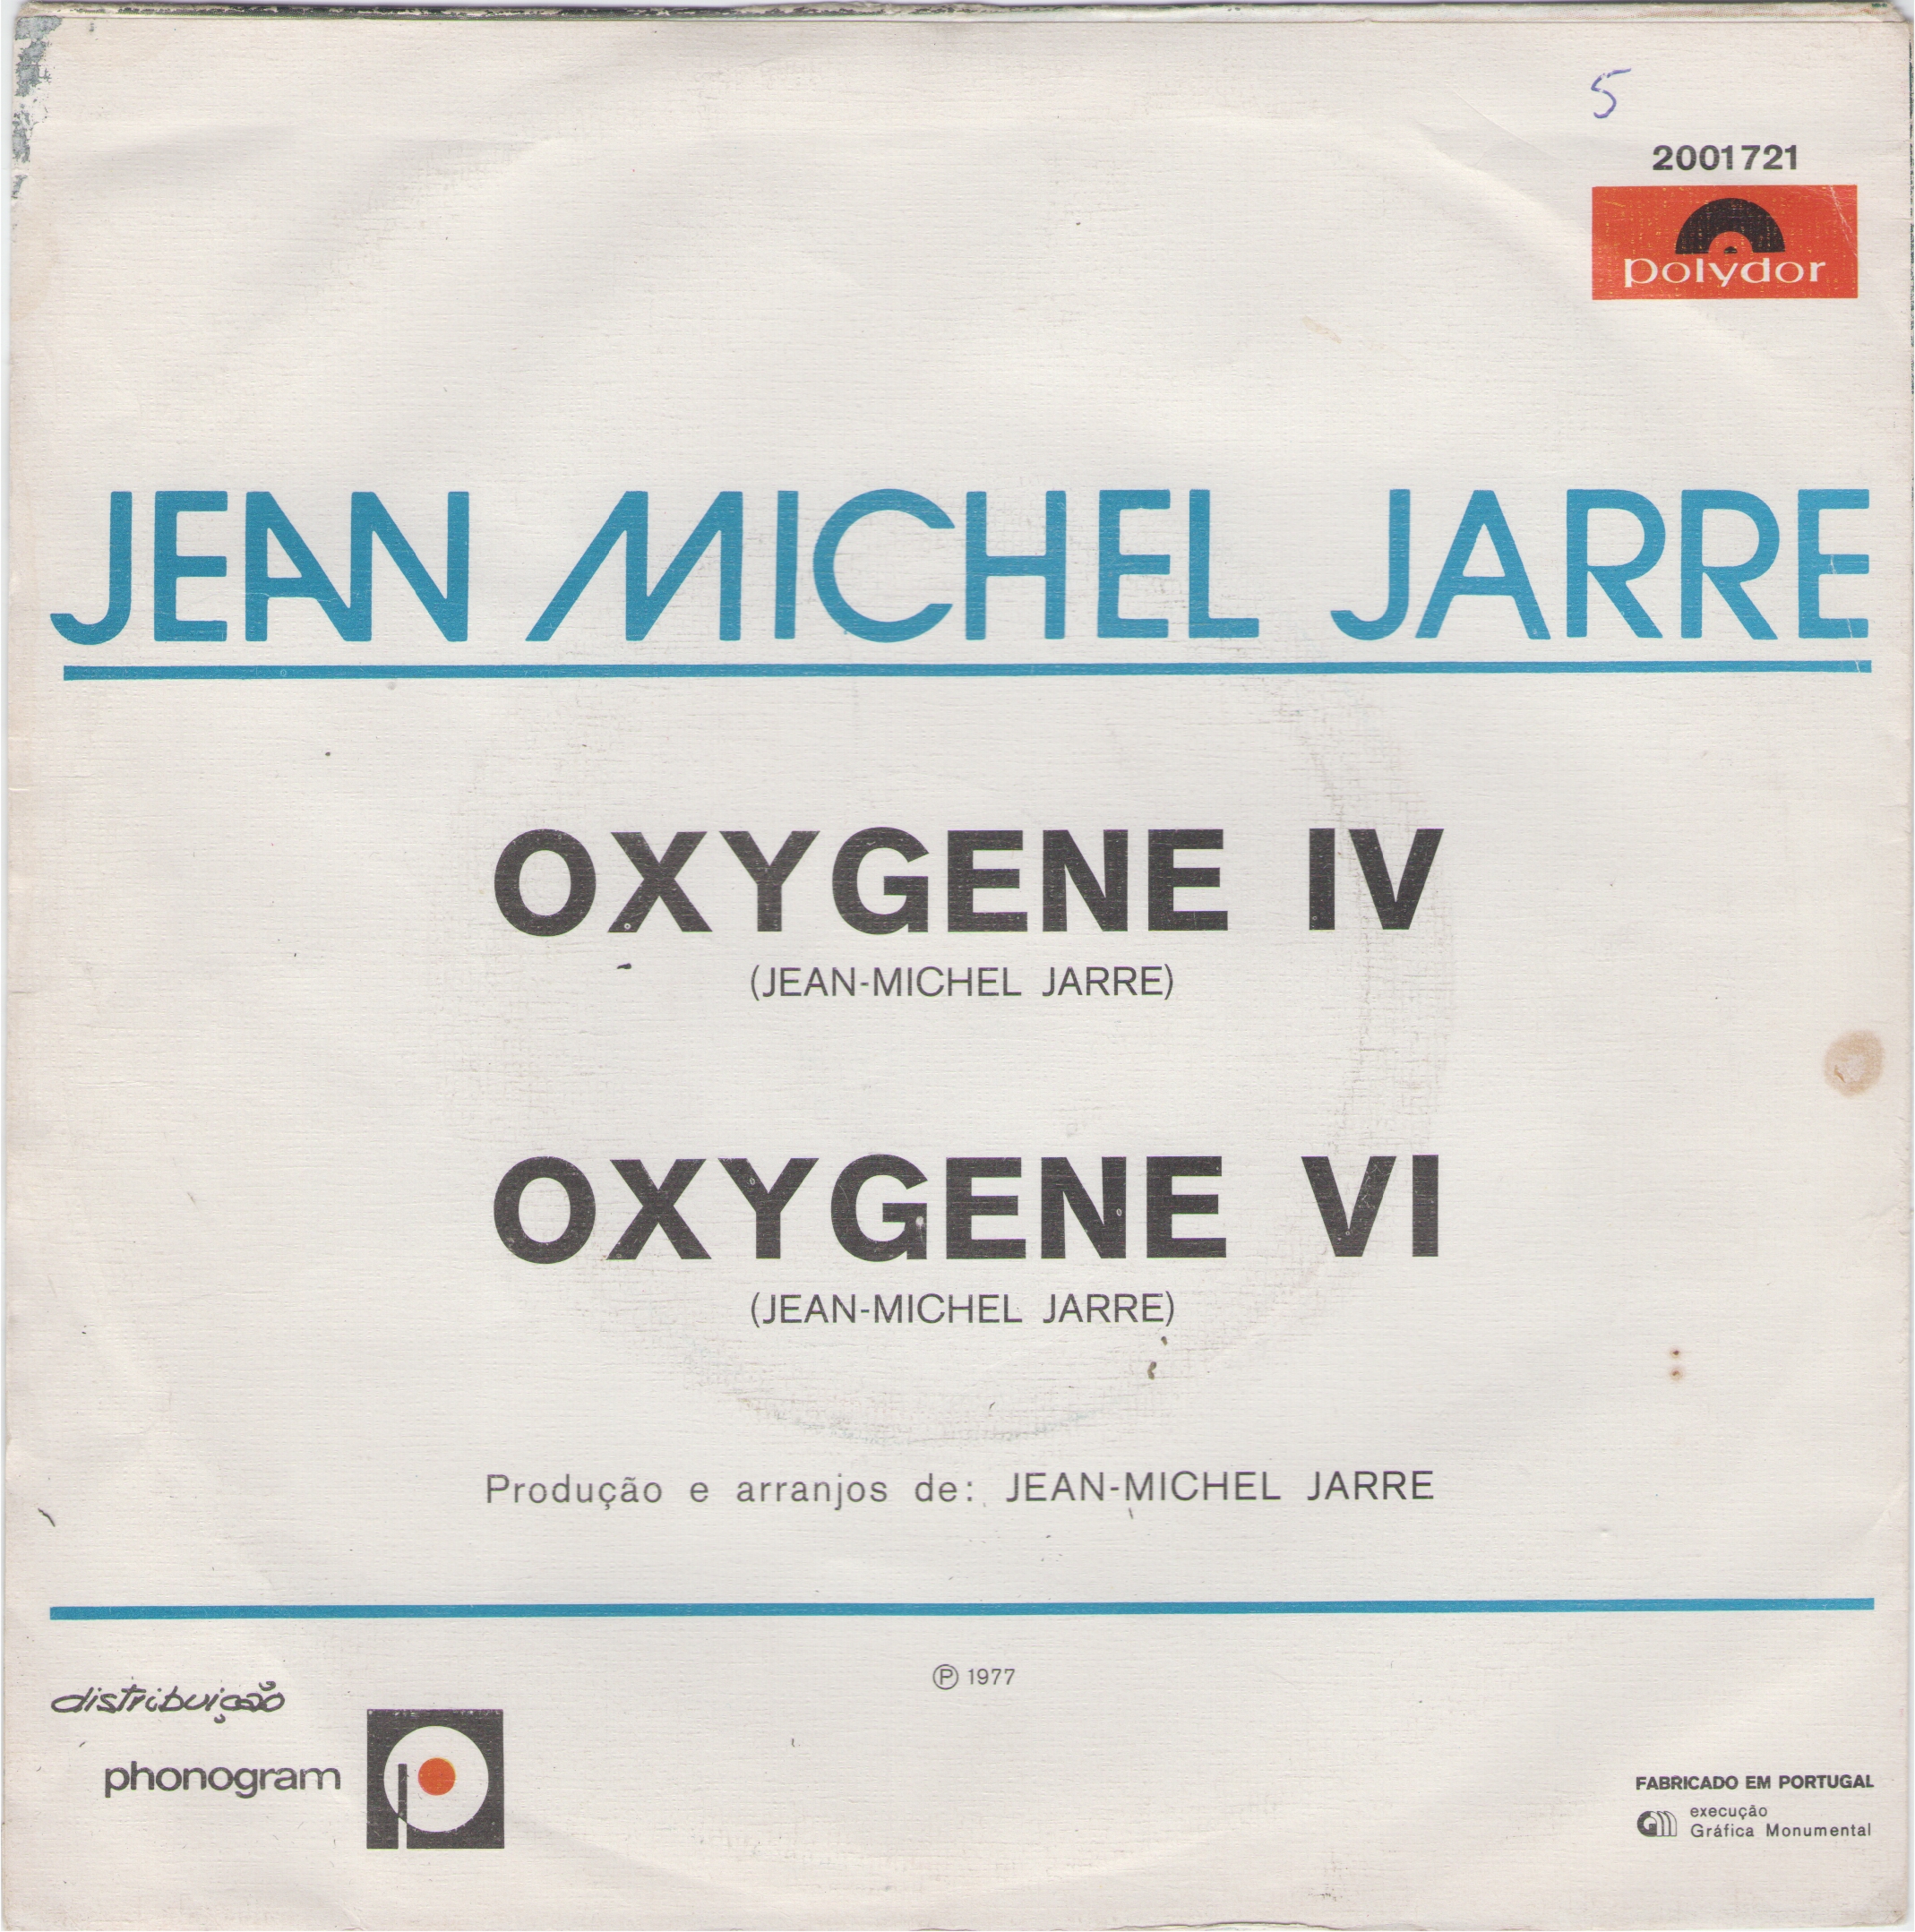 5
2001721
polydor
JEAN MICHEL JARRE
OXYGENE IV
(JEAN-MICHEL JARRE)
OXYGENE VI
(JEAN-MICHEL JARRE)
Produção e arranjos de: JEAN-MICHEL JARRE
℗ 1977
distribuição
phonogram
FABRICADO EM PORTUGAL
execução
Gráfica Monumental